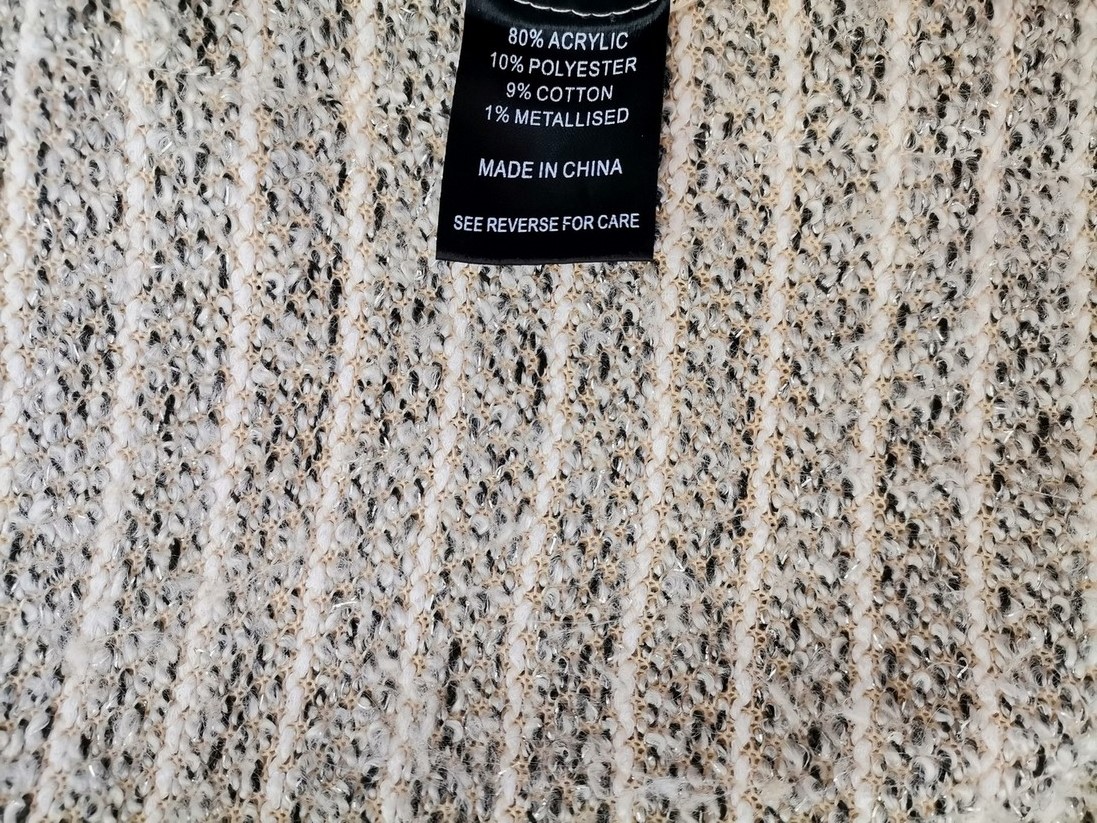 80% ACRYLIC
10% POLYESTER
9% COTTON
1% METALLISED
MADE IN CHINA
SEE REVERSE FOR CARE